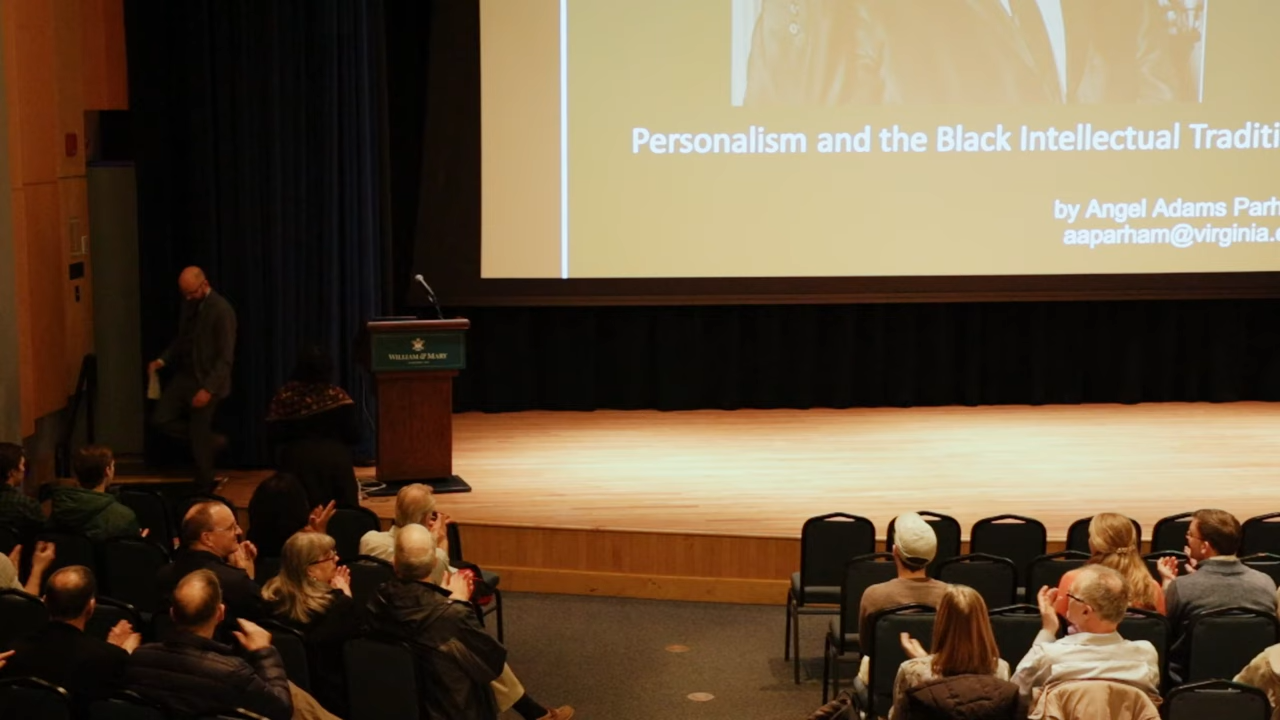 Personalism and the Black Intellectual Traditi
by Angel Adams Parh
aaparham@virginia.e
WILLIAM & MARY